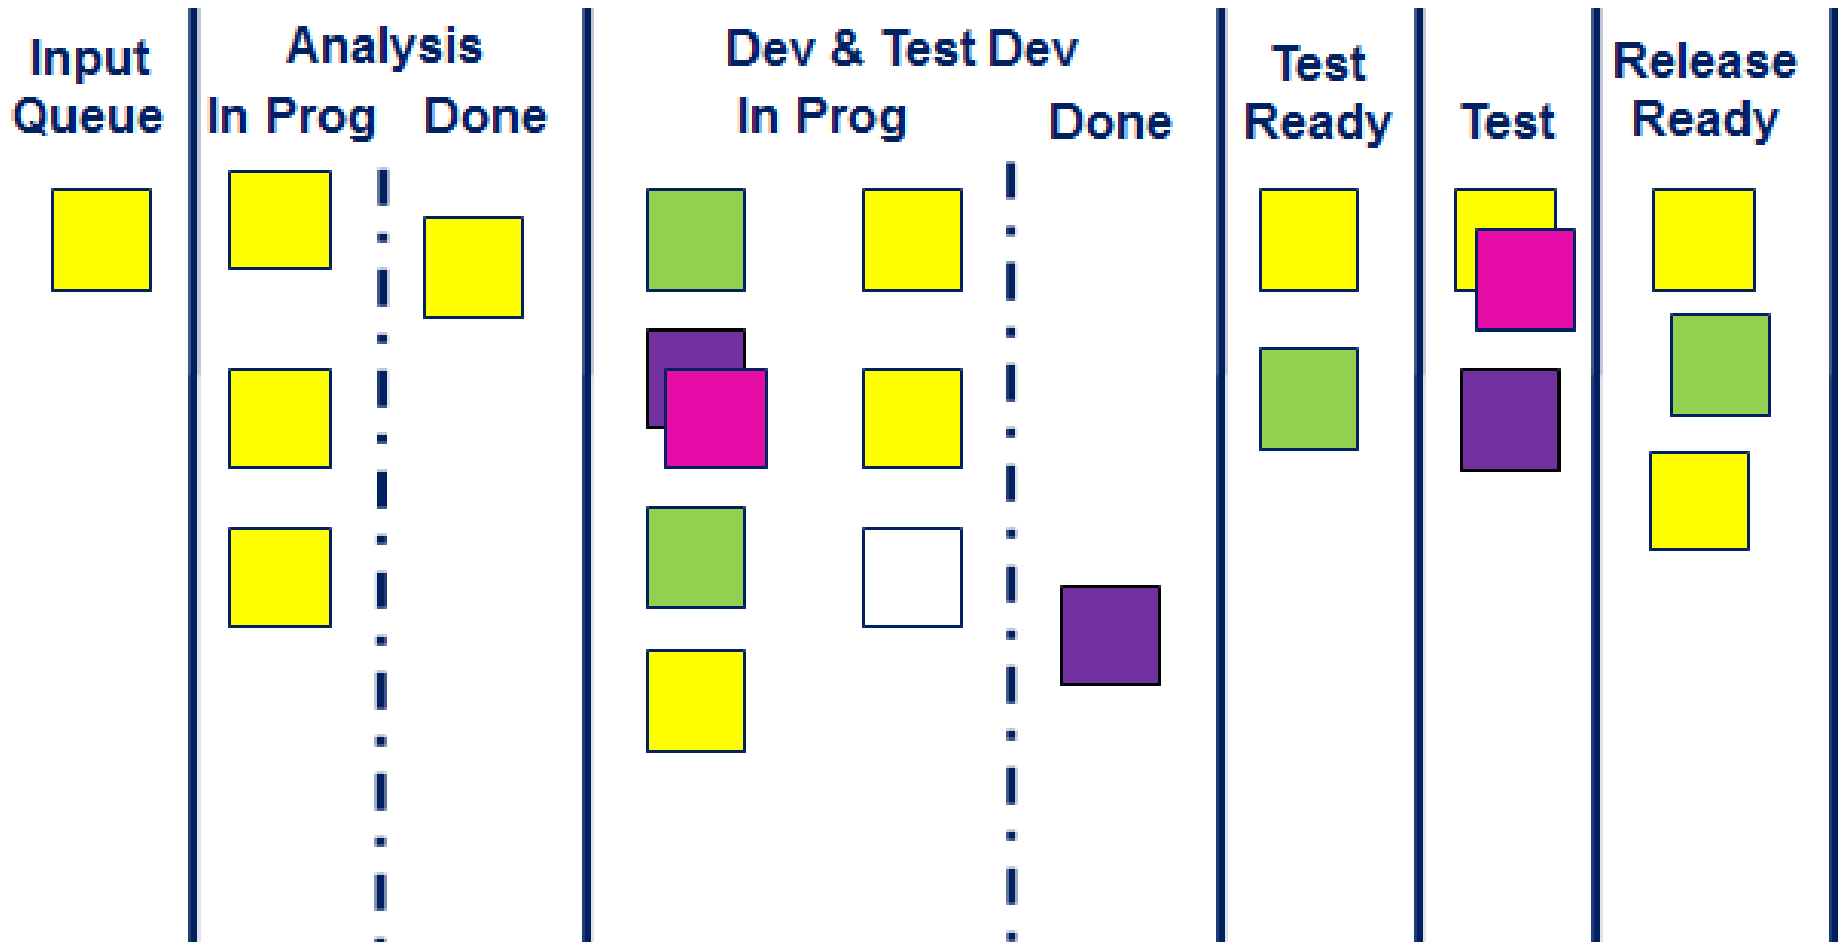 Input
Queue
Analysis
In Prog
Done
Dev & Test Dev
In Prog
Done
Test
Ready
Test
Release
Ready